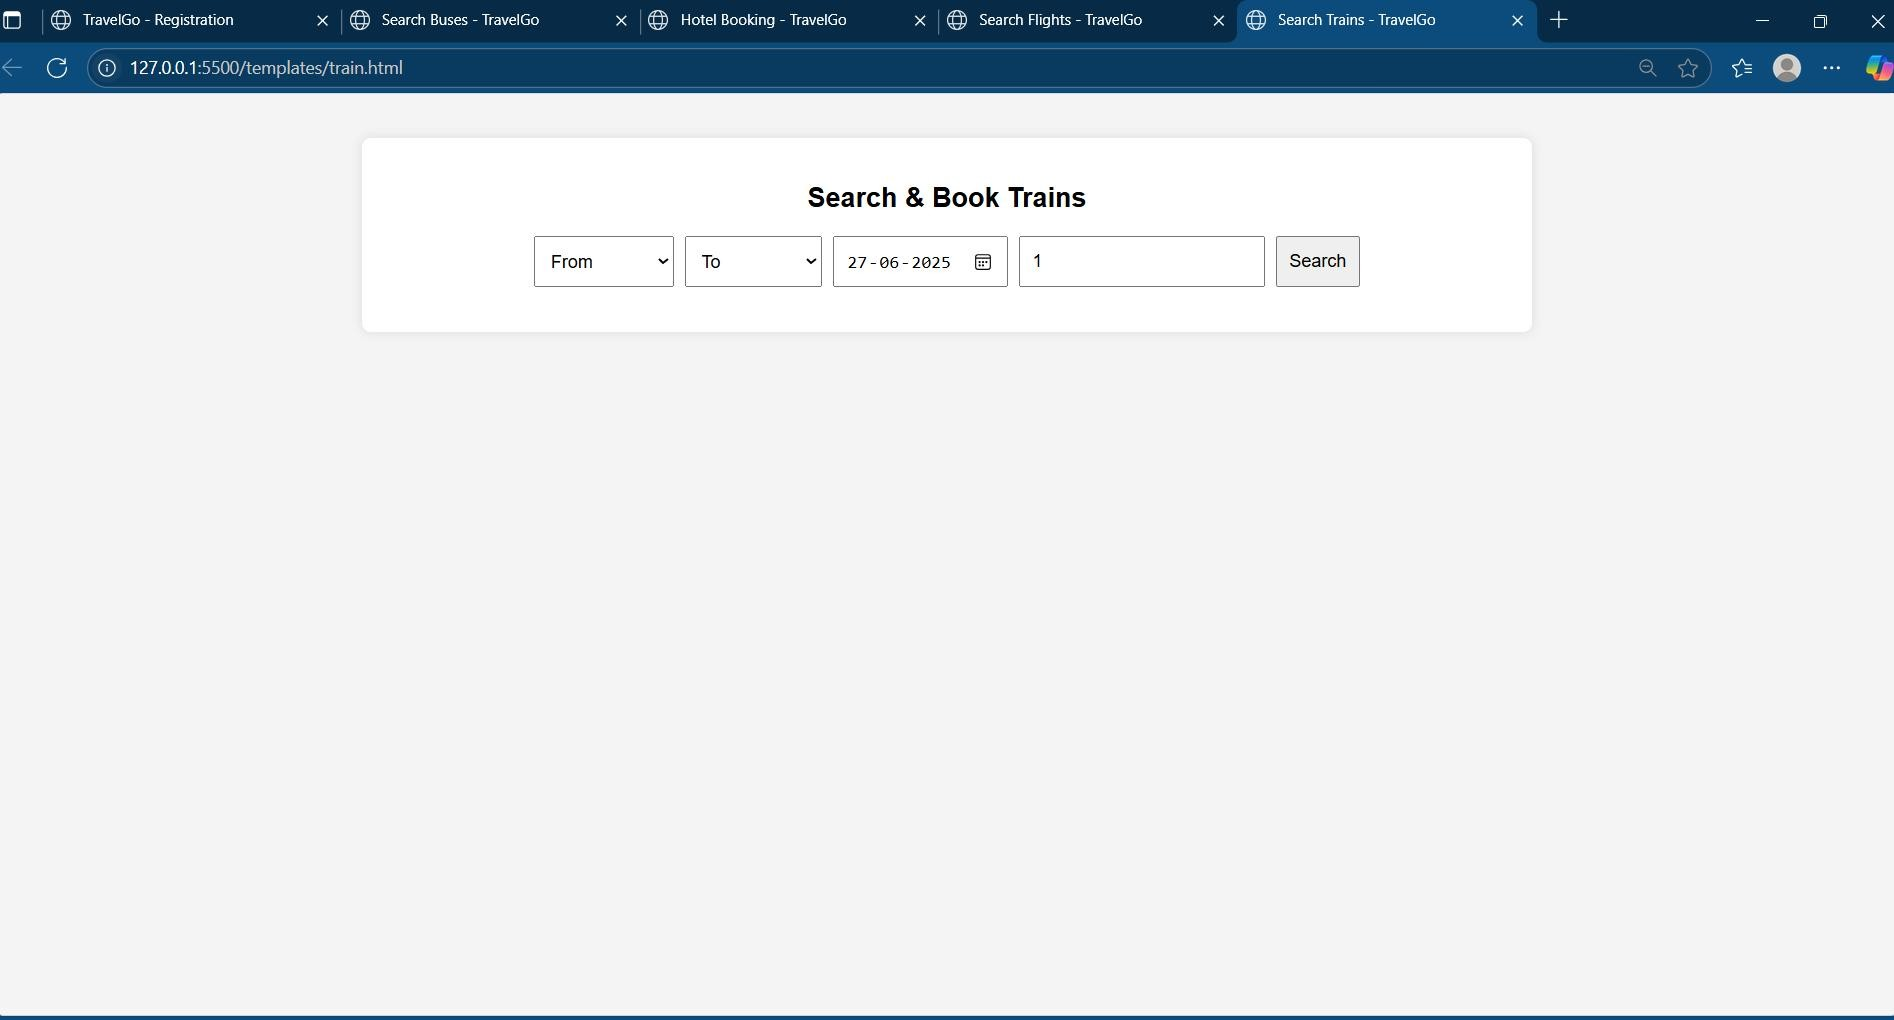 TravelGo - Registration
Search Buses - TravelGo
Hotel Booking - TravelGo
Search Flights - TravelGo
Search Trains - TravelGo
127.0.0.1:5500/templates/train.html
Search & Book Trains
From
To
27-06-2025
1
Search